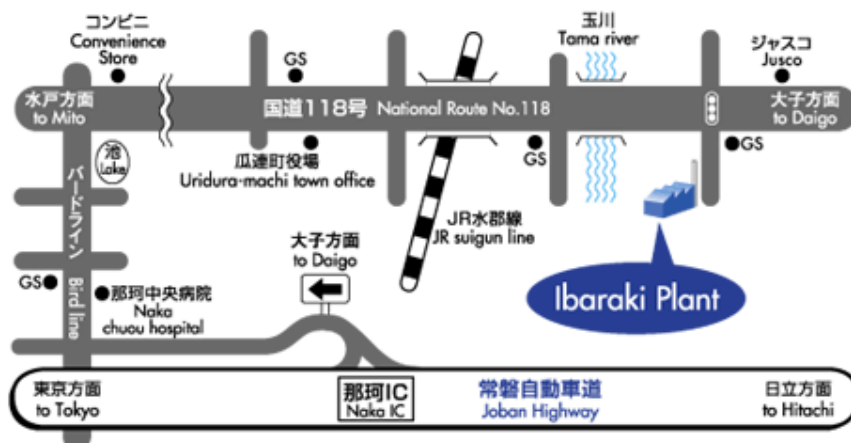 コンビニ
Convenience
Store
GS
玉川
Tama river
ジャスコ
Jusco
水戸方面
to Mito
国道118号 National Route No.118
大子方面
to Daigo
池
Lake
瓜連町役場
Uridura-machi town office
GS
GS
バードライン
Bird line
JR水郡線
JR suigun line
大子方面
to Daigo
GS
那珂中央病院
Naka
chuou hospital
Ibaraki Plant
東京方面
to Tokyo
那珂IC
Naka IC
常磐自動車道
Joban Highway
日立方面
to Hitachi